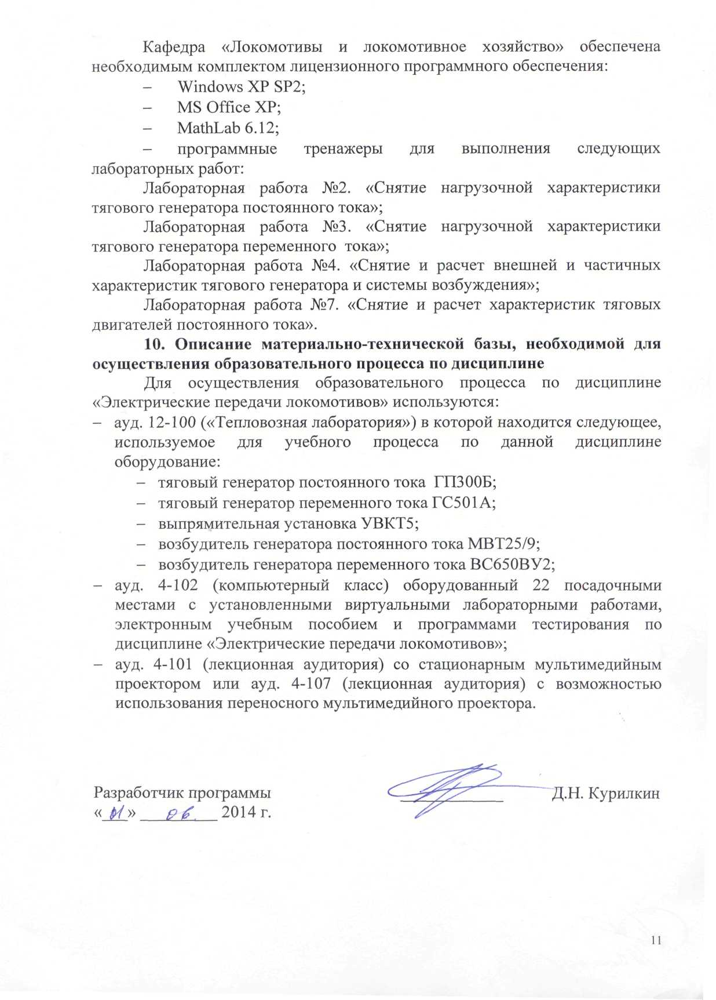 Кафедра «Локомотивы и локомотивное хозяйство» обеспечена
необходимым комплектом лицензионного программного обеспечения:
– Windows XP SP2;
– MS Office XP;
– MathLab 6.12;
– программные тренажеры для выполнения следующих
лабораторных работ:
Лабораторная работа №2. «Снятие нагрузочной характеристики
тягового генератора постоянного тока»;
Лабораторная работа №3. «Снятие нагрузочной характеристики
тягового генератора переменного тока»;
Лабораторная работа №4. «Снятие и расчет внешней и частичных
характеристик тягового генератора и системы возбуждения»;
Лабораторная работа №7. «Снятие и расчет характеристик тяговых
двигателей постоянного тока».
10. Описание материально-технической базы, необходимой для
осуществления образовательного процесса по дисциплине
Для осуществления образовательного процесса по дисциплине
«Электрические передачи локомотивов» используются:
– ауд. 12-100 («Тепловозная лаборатория») в которой находится следующее,
используемое для учебного процесса по данной дисциплине
оборудование:
– тяговый генератор постоянного тока ГП300Б;
– тяговый генератор переменного тока ГС501А;
– выпрямительная установка УВКТ5;
– возбудитель генератора постоянного тока МВТ25/9;
– возбудитель генератора переменного тока ВС650ВУ2;
– ауд. 4-102 (компьютерный класс) оборудованный 22 посадочными
местами с установленными виртуальными лабораторными работами,
электронным учебным пособием и программами тестирования по
дисциплине «Электрические передачи локомотивов»;
– ауд. 4-101 (лекционная аудитория) со стационарным мультимедийным
проектором или ауд. 4-107 (лекционная аудитория) с возможностью
использования переносного мультимедийного проектора.
Разработчик программы Д.Н. Курилкин
« » 06. 2014 г.
11